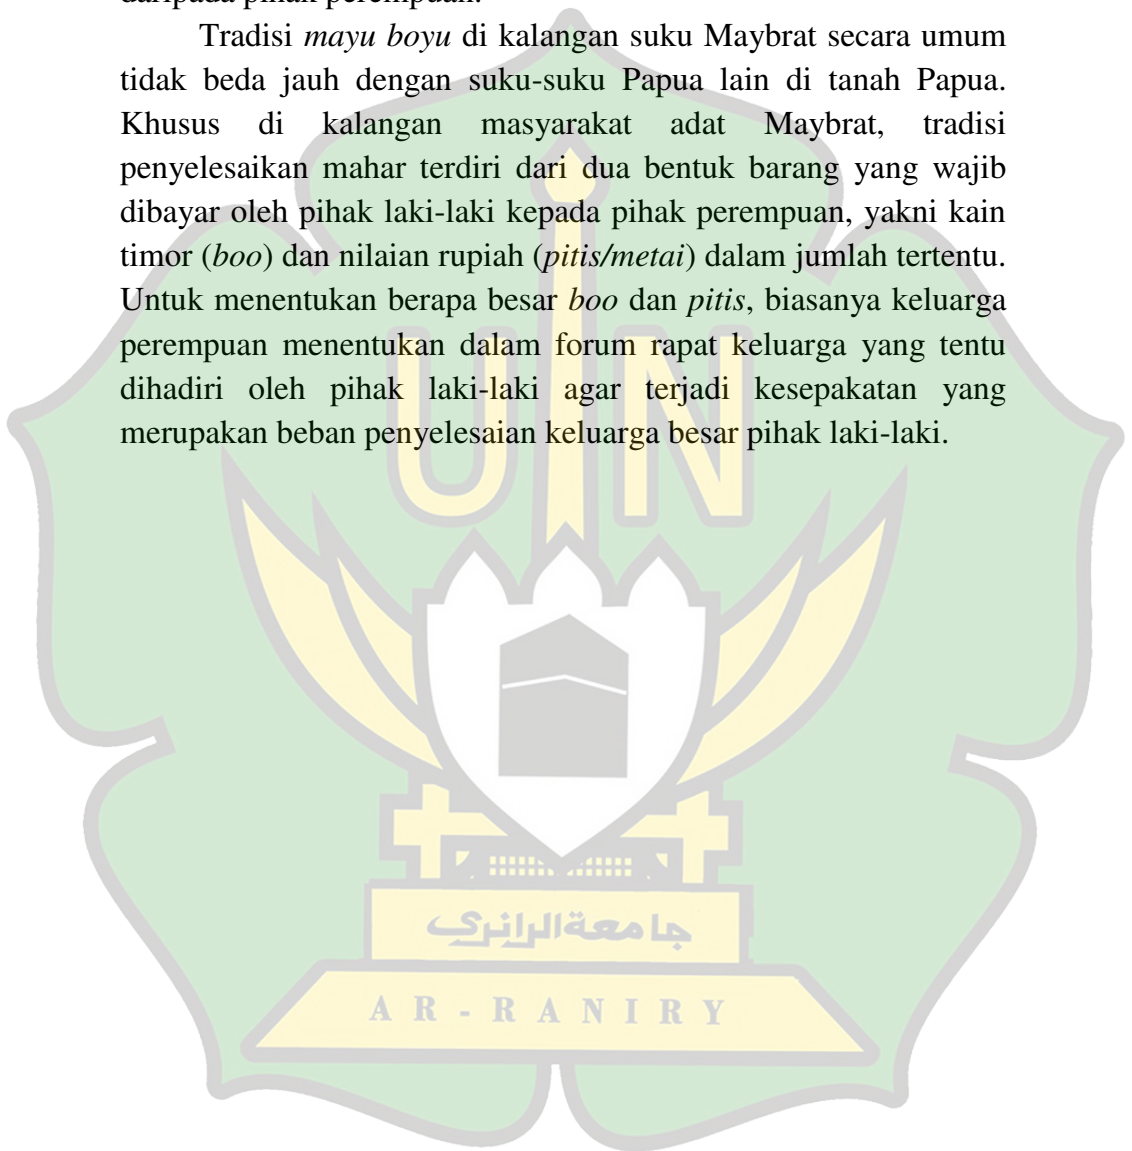 daripada pihak perempuan.
Tradisi mayu boyu di kalangan suku Maybrat secara umum
tidak beda jauh dengan suku-suku Papua lain di tanah Papua.
Khusus di kalangan masyarakat adat Maybrat, tradisi
penyelesaikan mahar terdiri dari dua bentuk barang yang wajib
dibayar oleh pihak laki-laki kepada pihak perempuan, yakni kain
timor (boo) dan nilaian rupiah (pitis/metai) dalam jumlah tertentu.
Untuk menentukan berapa besar boo dan pitis, biasanya keluarga
perempuan menentukan dalam forum rapat keluarga yang tentu
dihadiri oleh pihak laki-laki agar terjadi kesepakatan yang
merupakan beban penyelesaian keluarga besar pihak laki-laki.
UIN
جامعة الرانري
AR-RANIRY